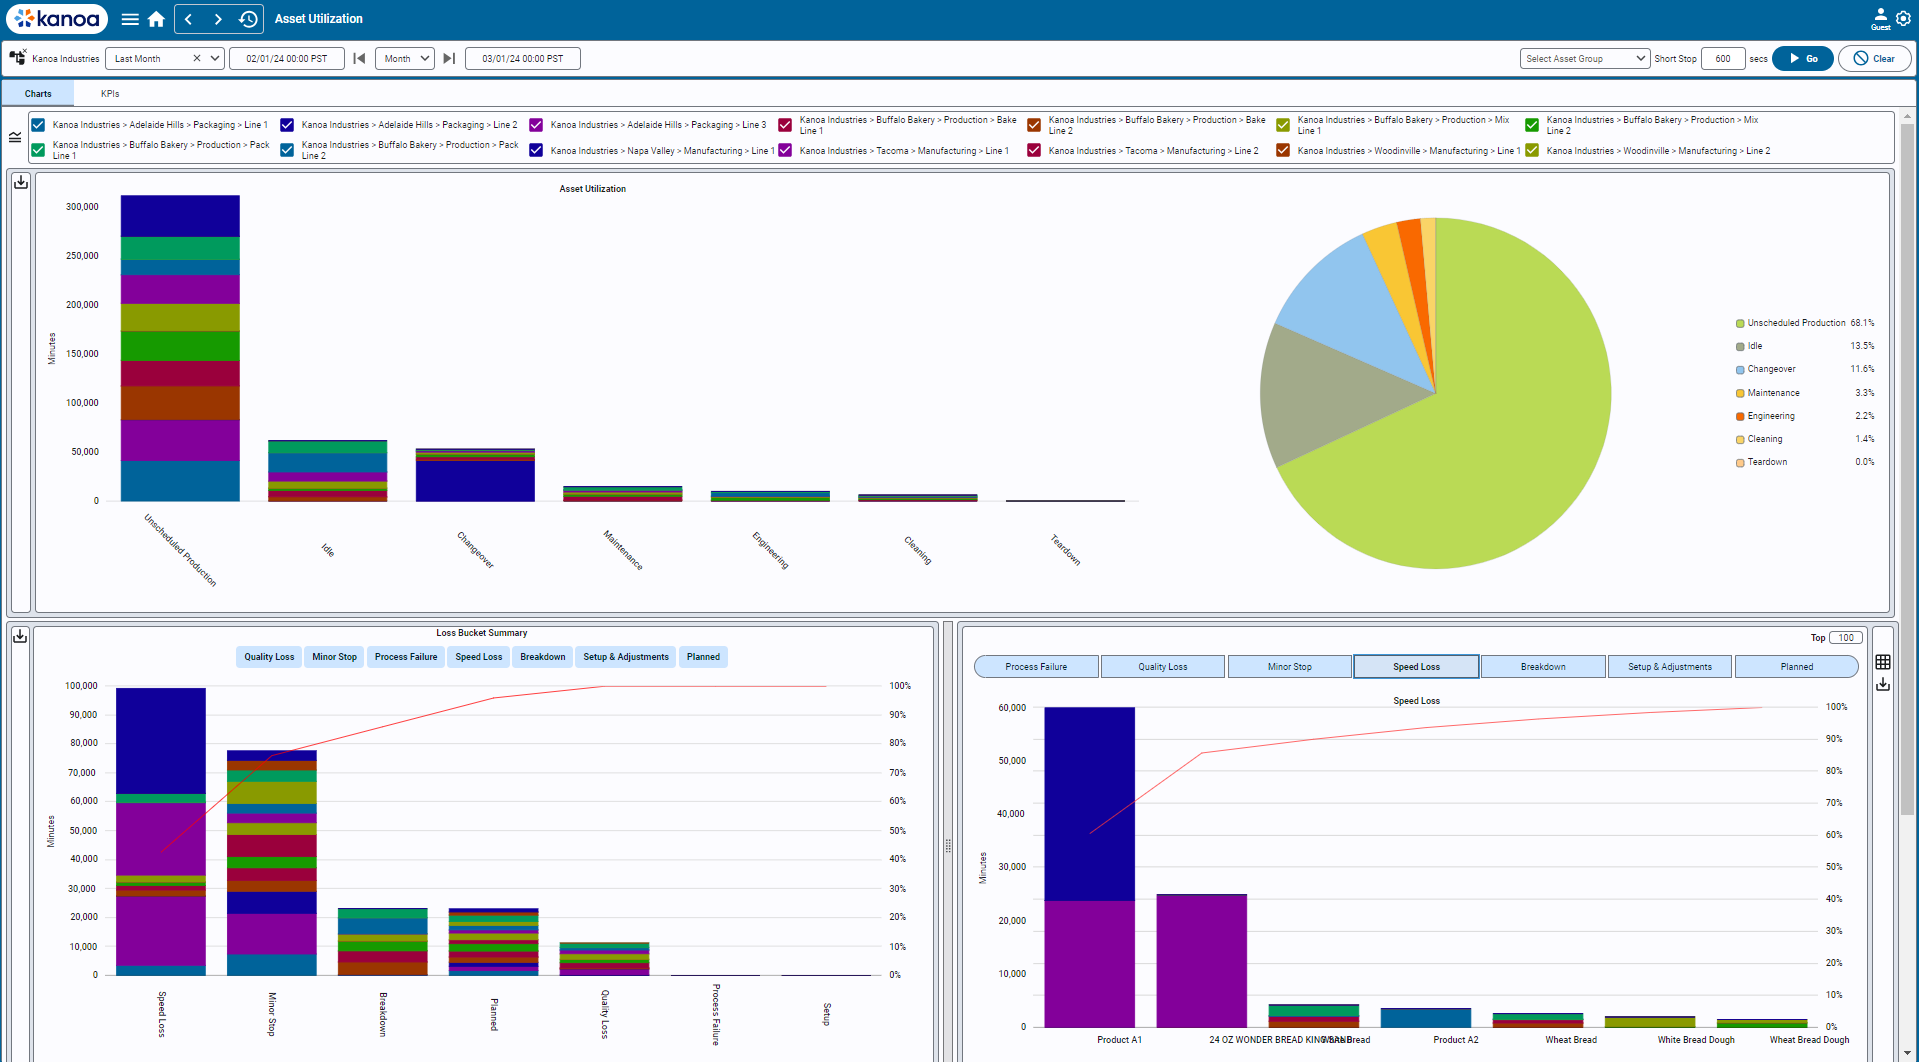 kanoa
Asset Utilization
Guest
Kanoa Industries
Last Month
02/01/24 00:00 PST
Month
03/01/24 00:00 PST
Select Asset Group
Short Stop
600
secs
Go
Clear
Charts
KPIs
Kanoa Industries > Adelaide Hills > Packaging > Line 1
Kanoa Industries > Adelaide Hills > Packaging > Line 2
Kanoa Industries > Adelaide Hills > Packaging > Line 3
Kanoa Industries > Buffalo Bakery > Production > Bake
Line 1
Kanoa Industries > Buffalo Bakery > Production > Bake
Line 2
Kanoa Industries > Buffalo Bakery > Production > Mix
Line 1
Kanoa Industries > Buffalo Bakery > Production > Mix
Line 2
Kanoa Industries > Buffalo Bakery > Production > Pack
Line 1
Kanoa Industries > Buffalo Bakery > Production > Pack
Line 2
Kanoa Industries > Napa Valley > Manufacturing > Line 1
Kanoa Industries > Tacoma > Manufacturing > Line 1
Kanoa Industries > Tacoma > Manufacturing > Line 2
Kanoa Industries > Woodinville > Manufacturing > Line 1
Kanoa Industries > Woodinville > Manufacturing > Line 2
Asset Utilization
Minutes
300,000
250,000
200,000
150,000
100,000
50,000
0
Unscheduled Production
Idle
Changeover
Maintenance
Engineering
Cleaning
Teardown
Unscheduled Production 68.1%
Idle 13.5%
Changeover 11.6%
Maintenance 3.3%
Engineering 2.2%
Cleaning 1.4%
Teardown 0.0%
Loss Bucket Summary
Quality Loss
Minor Stop
Process Failure
Speed Loss
Breakdown
Setup & Adjustments
Planned
Minutes
100,000
90,000
80,000
70,000
60,000
50,000
40,000
30,000
20,000
10,000
0
100%
90%
80%
70%
60%
50%
40%
30%
20%
10%
0%
Speed Loss
Minor Stop
Breakdown
Planned
Quality Loss
Process Failure
Setup
Top 100
Process Failure
Quality Loss
Minor Stop
Speed Loss
Breakdown
Setup & Adjustments
Planned
Speed Loss
Minutes
60,000
50,000
40,000
30,000
20,000
10,000
0
100%
90%
80%
70%
60%
50%
40%
30%
20%
10%
0%
Product A1
24 OZ WONDER BREAD KING
Bread
Product A2
Wheat Bread
White Bread Dough
Wheat Bread Dough